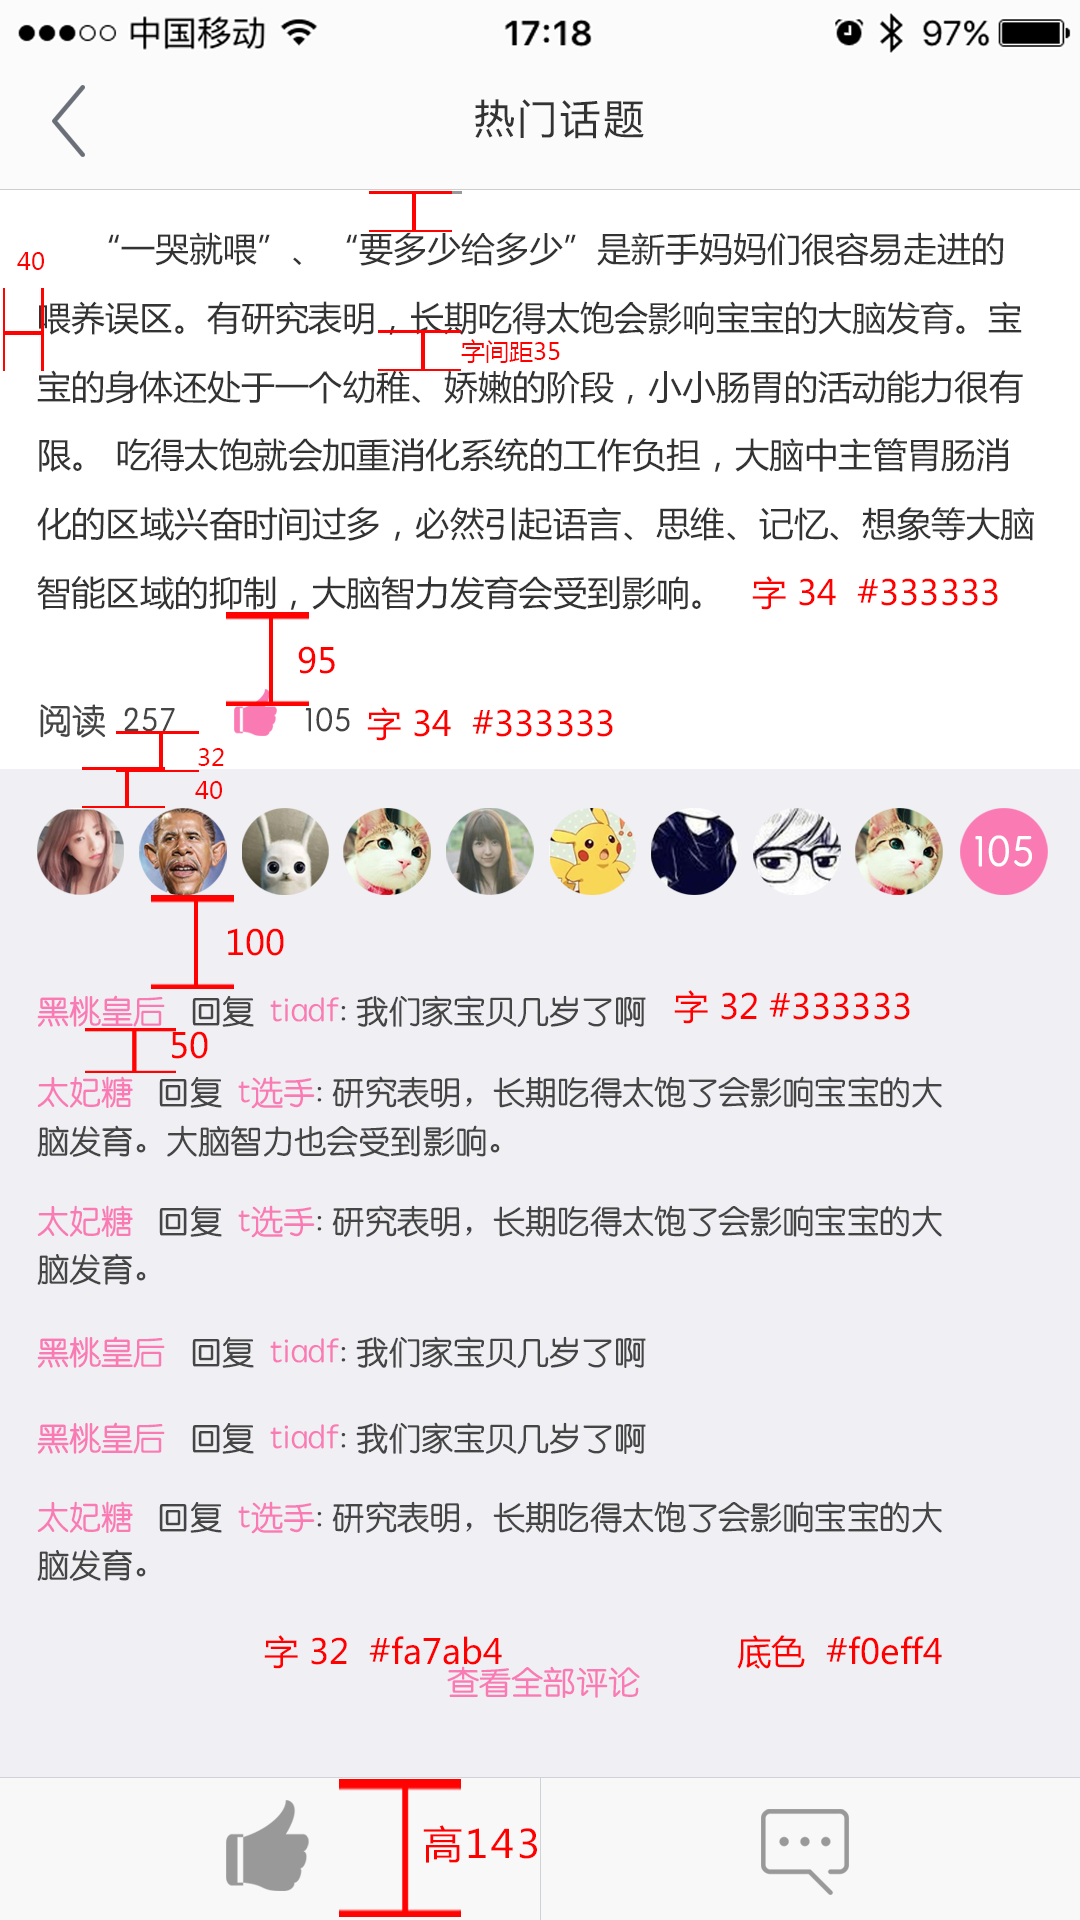 中国移动 17:18 97%
热门话题
“一哭就喂”、 “要多少给多少”是新手妈妈们很容易走进的
40
喂养误区。有研究表明，长期吃得太饱会影响宝宝的大脑发育。宝
字间距35
宝的身体还处于一个幼稚、娇嫩的阶段，小小肠胃的活动能力很有
限。 吃得太饱就会加重消化系统的工作负担，大脑中主管胃肠消
化的区域兴奋时间过多，必然引起语言、思维、记忆、想象等大脑
智能区域的抑制，大脑智力发育会受到影响。 字 34 #333333
95
阅读 257 105 字 34 #333333
32
40
105
100
黑桃皇后 回复 tiadf: 我们家宝贝几岁了啊 字 32 #333333
50
太妃糖 回复 t选手: 研究表明，长期吃得太饱了会影响宝宝的大
脑发育。大脑智力也会受到影响。
太妃糖 回复 t选手: 研究表明，长期吃得太饱了会影响宝宝的大
脑发育。
黑桃皇后 回复 tiadf: 我们家宝贝几岁了啊
黑桃皇后 回复 tiadf: 我们家宝贝几岁了啊
太妃糖 回复 t选手: 研究表明，长期吃得太饱了会影响宝宝的大
脑发育。
字 32 #fa7ab4 底色 #f0eff4
查看全部评论
高143